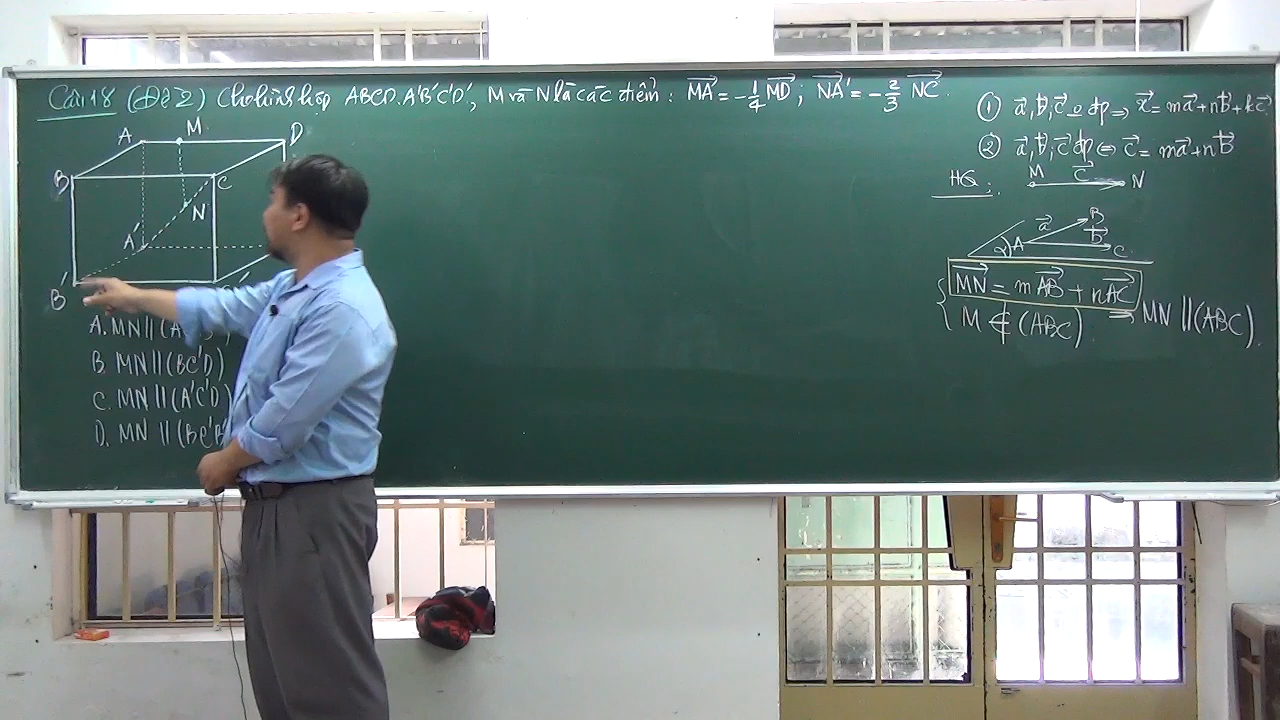 Câu 18 (Đề 2) Cho hình hộp ABCD.A'B'C'D', M và N là các điểm: MA⃗' = -1/4 MD⃗; NA⃗' = -2/3 NC⃗.
A M D
B C
N
A'
B'
A. MN // (A
B. MN // (BC'D)
C. MN // (A'C'D)
D. MN // (BC'B'
① a⃗, b⃗, c⃗ o đp ⇒ x⃗ = ma⃗ + nb⃗ + kc⃗
② a⃗, b⃗, c⃗ đp ⇔ c⃗ = ma⃗ + nb⃗
HQ:
M c⃗ N
a⃗ B
α A b⃗ C
MN⃗ = mAB⃗ + nAC⃗
M ∉ (ABC) ⇒ MN // (ABC).